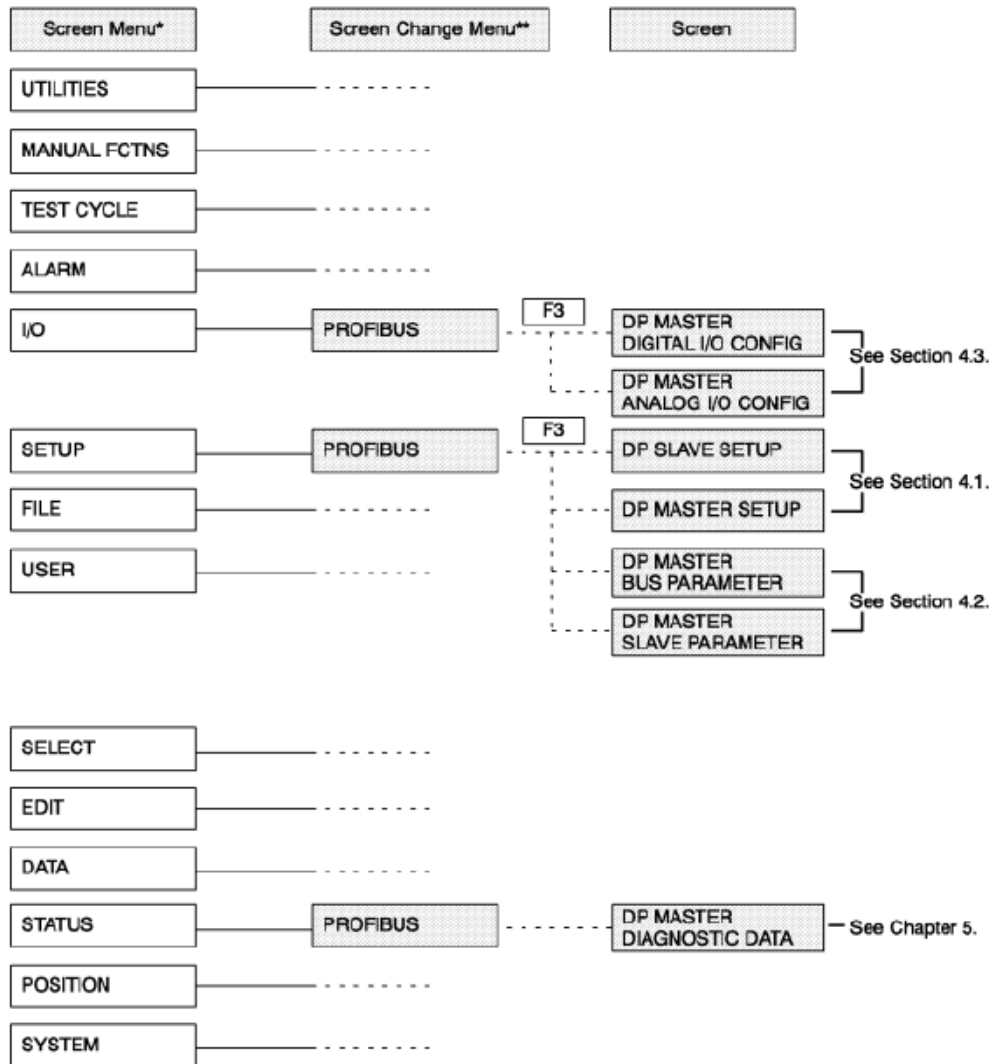 Screen Menu* Screen Change Menu** Screen
UTILITIES
MANUAL FCTNS
TEST CYCLE
ALARM
F3
I/O PROFIBUS DP MASTER
DIGITAL I/O CONFIG
See Section 4.3.
DP MASTER
ANALOG I/O CONFIG
F3
SETUP PROFIBUS DP SLAVE SETUP
See Section 4.1.
FILE DP MASTER SETUP
USER DP MASTER
BUS PARAMETER
See Section 4.2.
DP MASTER
SLAVE PARAMETER
SELECT
EDIT
DATA
STATUS PROFIBUS DP MASTER
DIAGNOSTIC DATA
See Chapter 5.
POSITION
SYSTEM